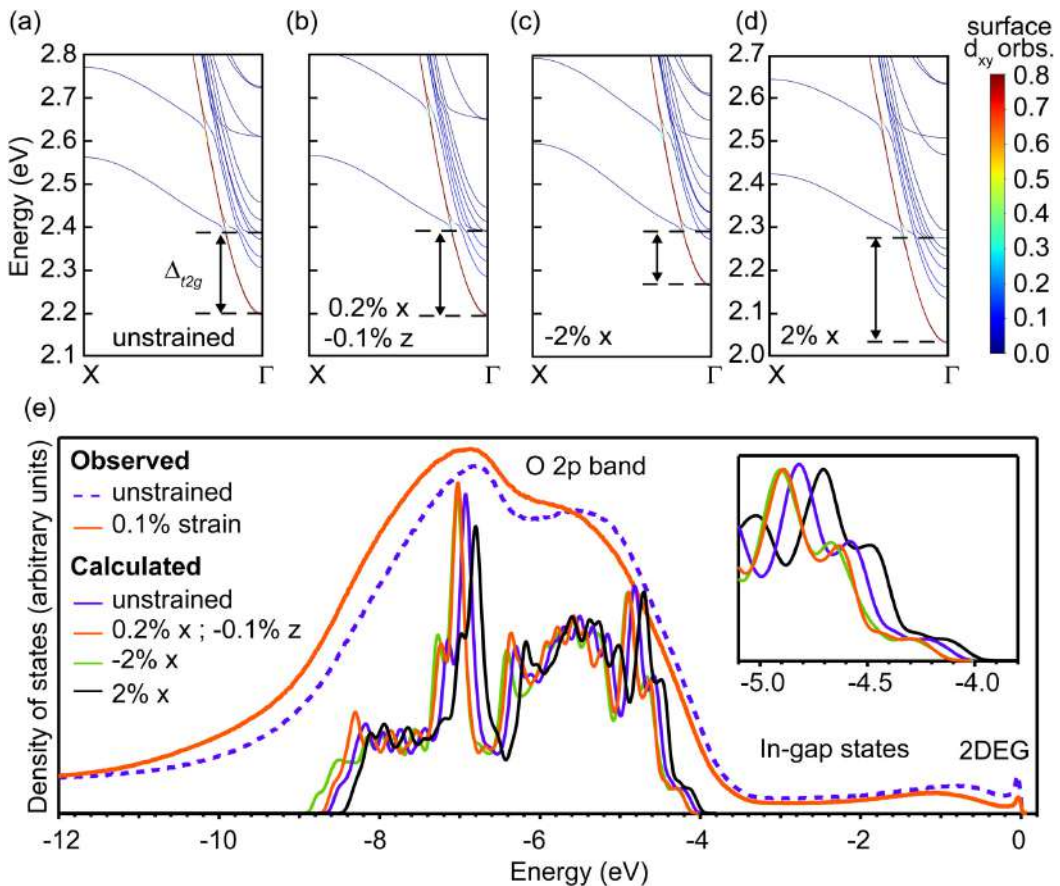 (a)
(b)
(c)
(d)
surface
d_xy orbs.
2.8
2.7
2.6
2.5
2.4
2.3
2.2
2.1
Energy (eV)
Δ_t2g
unstrained
X
Γ
0.2% x
-0.1% z
X
Γ
-2% x
X
Γ
2.7
2.6
2.5
2.4
2.3
2.2
2.1
2.0
2% x
X
Γ
0.8
0.7
0.6
0.5
0.4
0.3
0.2
0.1
0.0
(e)
Density of states (arbitrary units)
Observed
unstrained
0.1% strain
Calculated
unstrained
0.2% x ; -0.1% z
-2% x
2% x
O 2p band
-5.0
-4.5
-4.0
In-gap states
2DEG
-12
-10
-8
-6
-4
-2
0
Energy (eV)